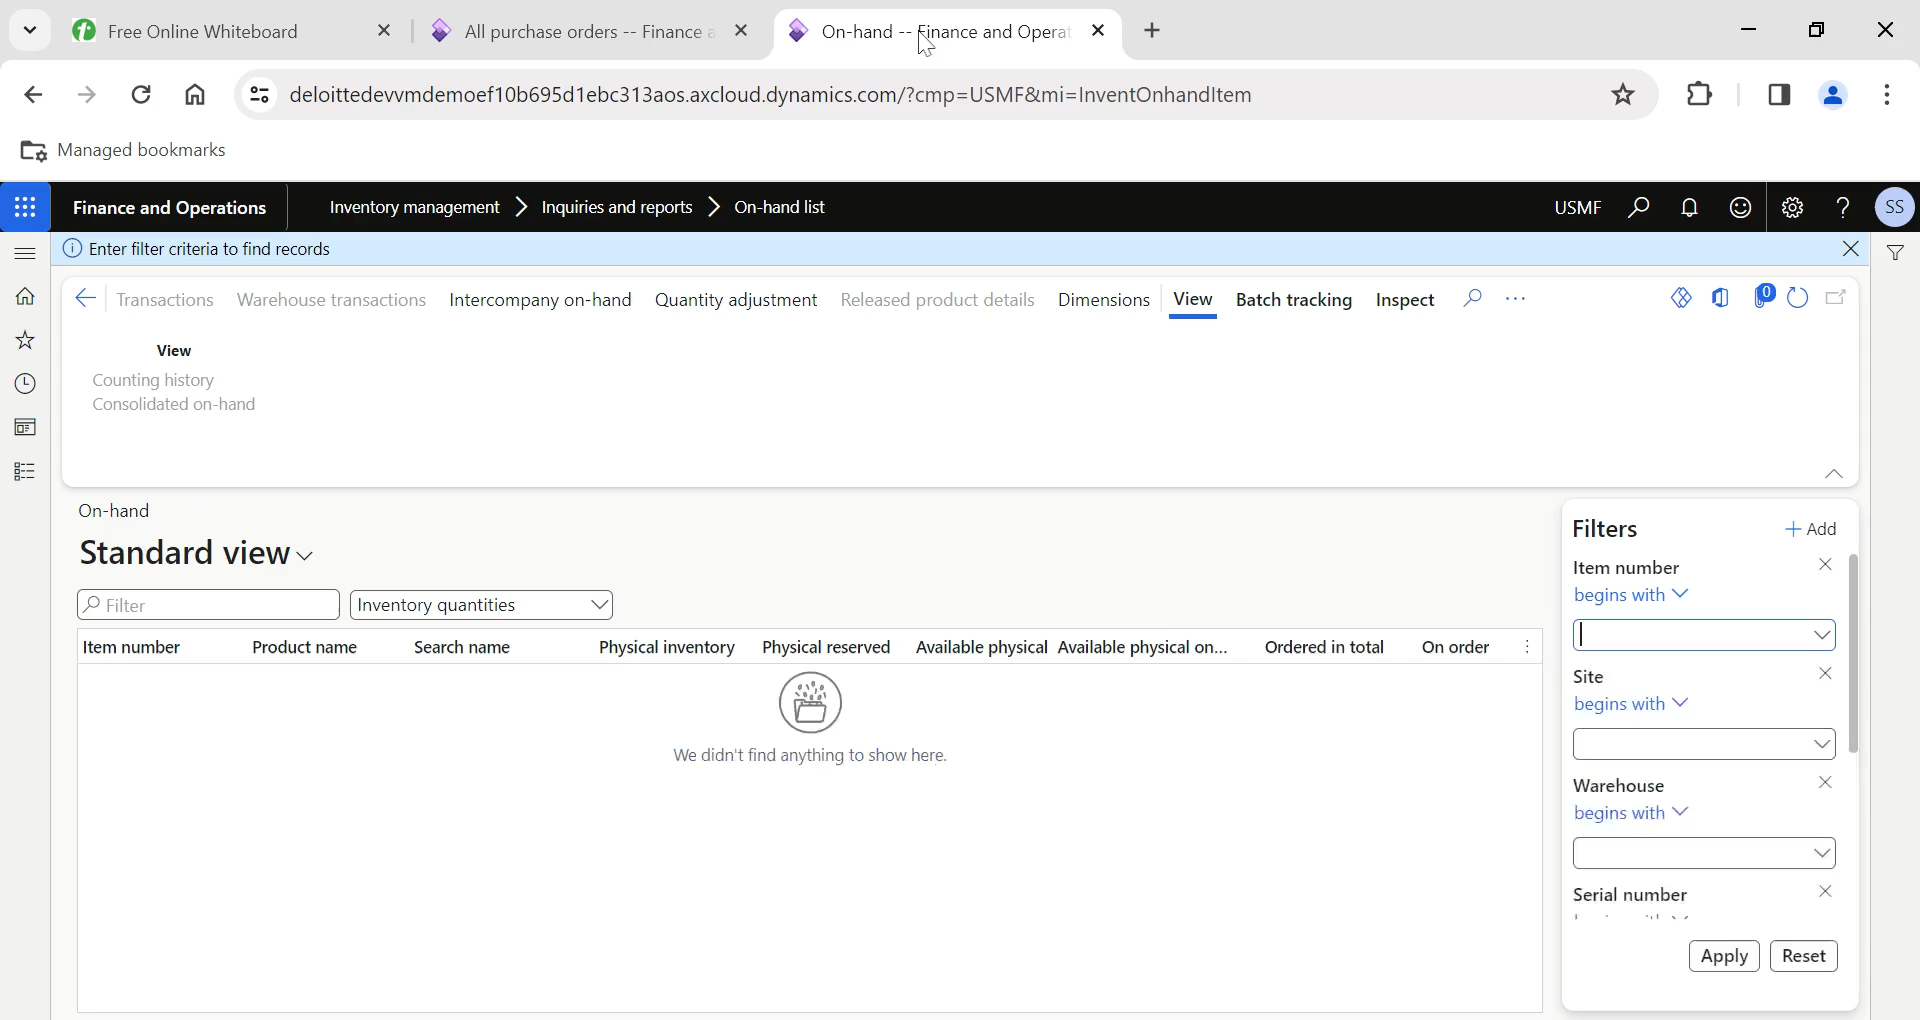 Free Online Whiteboard
All purchase orders -- Finance a
On-hand -- Finance and Operat
deloittedevvmdemoef10b695d1ebc313aos.axcloud.dynamics.com/?cmp=USMF&mi=InventOnhandItem
Managed bookmarks
Finance and Operations
Inventory management
Inquiries and reports
On-hand list
USMF
?
SS
Enter filter criteria to find records
Transactions
Warehouse transactions
Intercompany on-hand
Quantity adjustment
Released product details
Dimensions
View
Batch tracking
Inspect
0
View
Counting history
Consolidated on-hand
On-hand
Standard view
Filter
Inventory quantities
Item number
Product name
Search name
Physical inventory
Physical reserved
Available physical
Available physical on...
Ordered in total
On order
We didn't find anything to show here.
Filters
Add
Item number
begins with
Site
begins with
Warehouse
begins with
Serial number
Apply
Reset